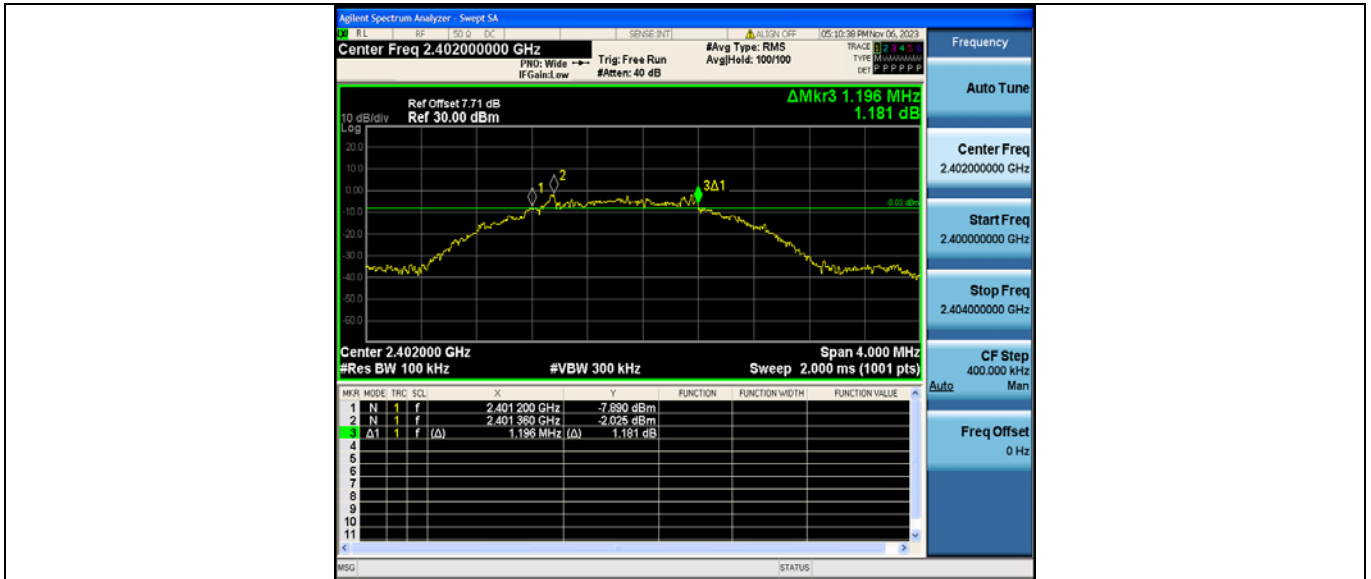 Agilent Spectrum Analyzer - Swept SA
RL RF 50 Ω DC SENSE:INT ALIGN OFF 05:10:38 PM Nov 06, 2023
Center Freq 2.402000000 GHz
PNO: Wide
IFGain:Low
Trig: Free Run
#Atten: 40 dB
#Avg Type: RMS
Avg|Hold: 100/100
TRACE 1 2 3 4 5 6
TYPE M
DET P P P P P P
Frequency
Auto Tune
Center Freq
2.402000000 GHz
Start Freq
2.400000000 GHz
Stop Freq
2.404000000 GHz
CF Step
400.000 kHz
Auto Man
Freq Offset
0 Hz
ΔMkr3 1.196 MHz
1.181 dB
Ref Offset 7.71 dB
10 dB/div Ref 30.00 dBm
Log
20.0
10.0
0.00
-10.0
-20.0
-30.0
-40.0
-50.0
-60.0
1
2
3Δ1
Center 2.402000 GHz Span 4.000 MHz
#Res BW 100 kHz #VBW 300 kHz Sweep 2.000 ms (1001 pts)
MKR MODE TRC SCL X Y FUNCTION FUNCTION WIDTH FUNCTION VALUE
1 N 1 f 2.401 200 GHz -7.890 dBm
2 N 1 f 2.401 360 GHz -2.025 dBm
3 Δ1 1 f (Δ) 1.196 MHz (Δ) 1.181 dB
4
5
6
7
8
9
10
11
MSG STATUS